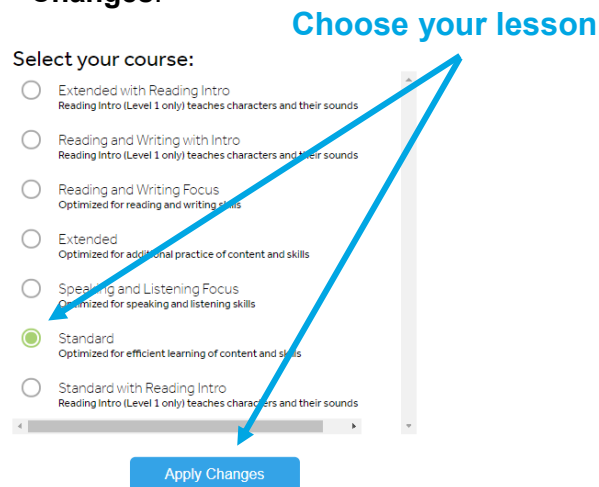 Changes.
Choose your lesson
Select your course:
Extended with Reading Intro
Reading Intro (Level 1 only) teaches characters and their sounds
Reading and Writing with Intro
Reading Intro (Level 1 only) teaches characters and their sounds
Reading and Writing Focus
Optimized for reading and writing skills
Extended
Optimized for additional practice of content and skills
Speaking and Listening Focus
Optimized for speaking and listening skills
Standard
Optimized for efficient learning of content and skills
Standard with Reading Intro
Reading Intro (Level 1 only) teaches characters and their sounds
Apply Changes